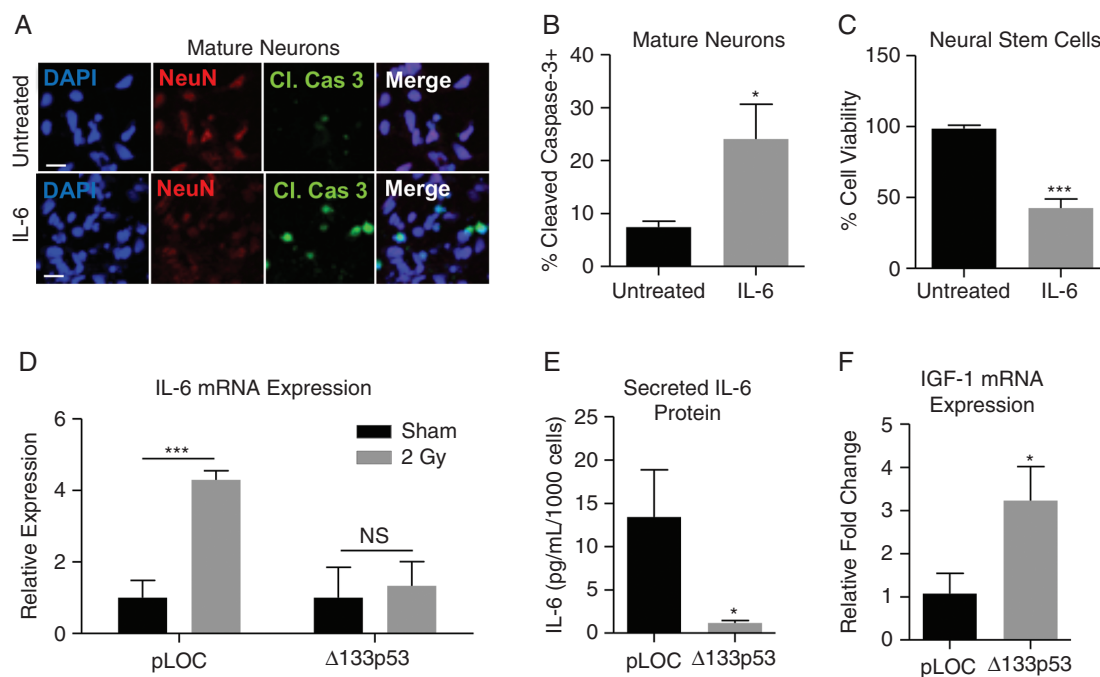 A
Mature Neurons
Untreated
DAPI
NeuN
Cl. Cas 3
Merge
IL-6
DAPI
NeuN
Cl. Cas 3
Merge
B
Mature Neurons
% Cleaved Caspase-3+
40
30
20
10
0
*
Untreated
IL-6
C
Neural Stem Cells
% Cell Viability
150
100
50
0
***
Untreated
IL-6
D
IL-6 mRNA Expression
Relative Expression
6
4
2
0
***
NS
Sham
2 Gy
pLOC
Δ133p53
E
Secreted IL-6
Protein
IL-6 (pg/mL/1000 cells)
25
20
15
10
5
0
*
pLOC
Δ133p53
F
IGF-1 mRNA
Expression
Relative Fold Change
5
4
3
2
1
0
*
pLOC
Δ133p53